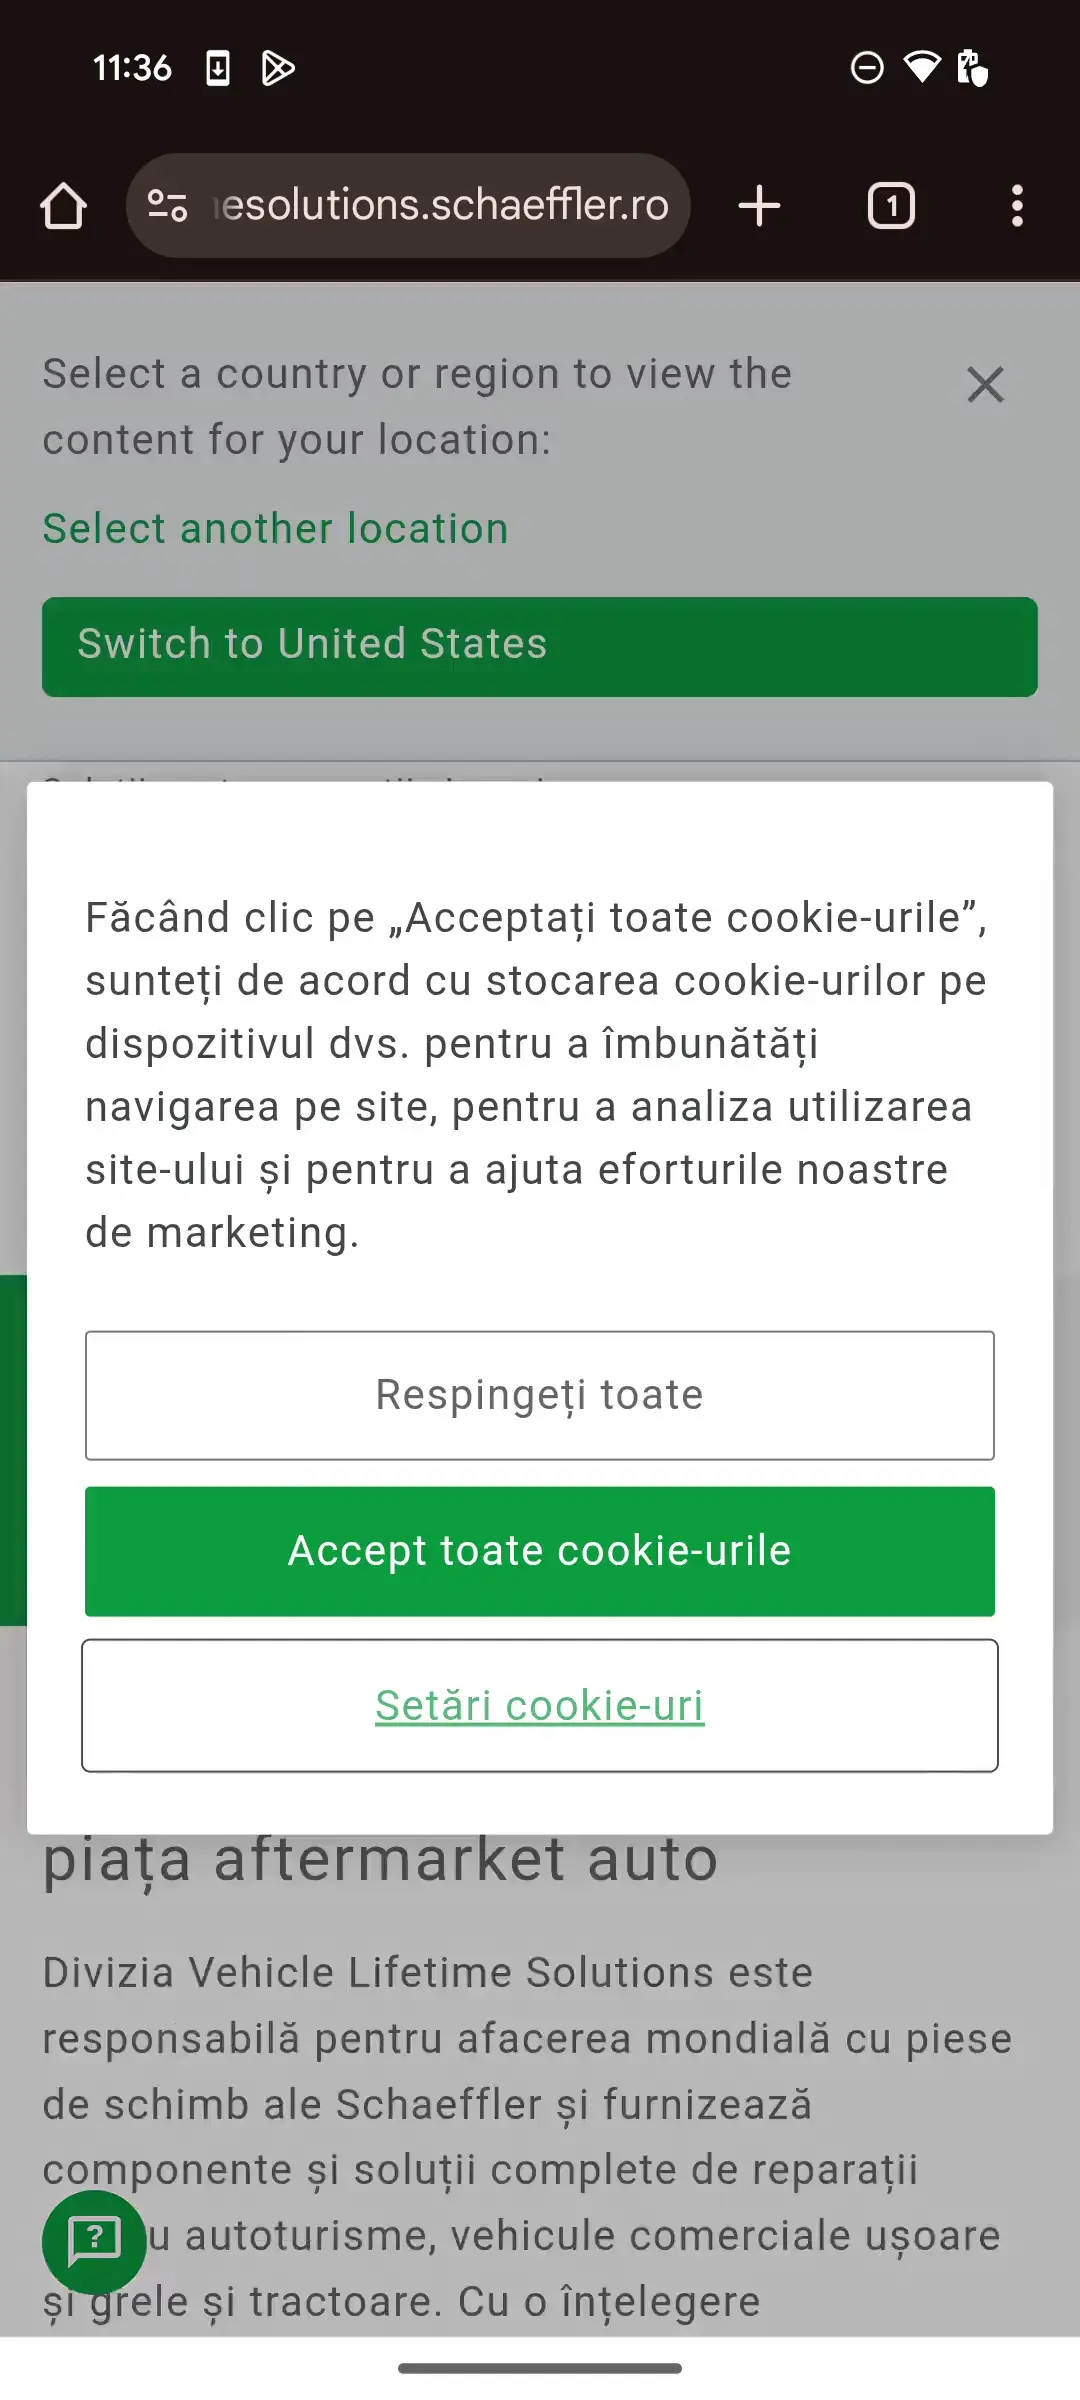 11:36
esolutions.schaeffler.ro
1
Select a country or region to view the
content for your location:
Select another location
Switch to United States
Făcând clic pe „Acceptați toate cookie-urile”,
sunteți de acord cu stocarea cookie-urilor pe
dispozitivul dvs. pentru a îmbunătăți
navigarea pe site, pentru a analiza utilizarea
site-ului și pentru a ajuta eforturile noastre
de marketing.
Respingeți toate
Accept toate cookie-urile
Setări cookie-uri
piața aftermarket auto
Divizia Vehicle Lifetime Solutions este
responsabilă pentru afacerea mondială cu piese
de schimb ale Schaeffler și furnizează
componente și soluții complete de reparații
u autoturisme, vehicule comerciale ușoare
și grele și tractoare. Cu o înțelegere